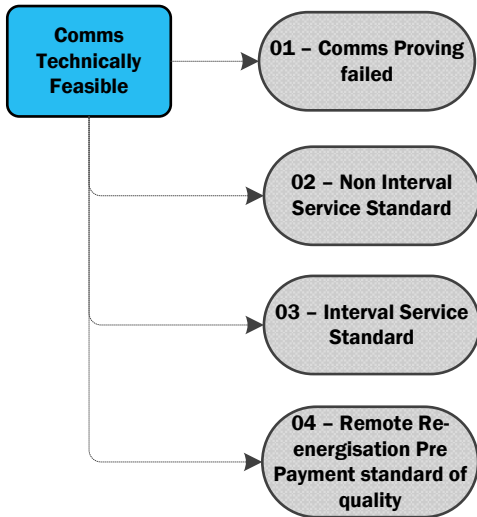 Comms
Technically
Feasible
01 – Comms Proving
failed
02 – Non Interval
Service Standard
03 – Interval Service
Standard
04 – Remote Re-
energisation Pre
Payment standard of
quality